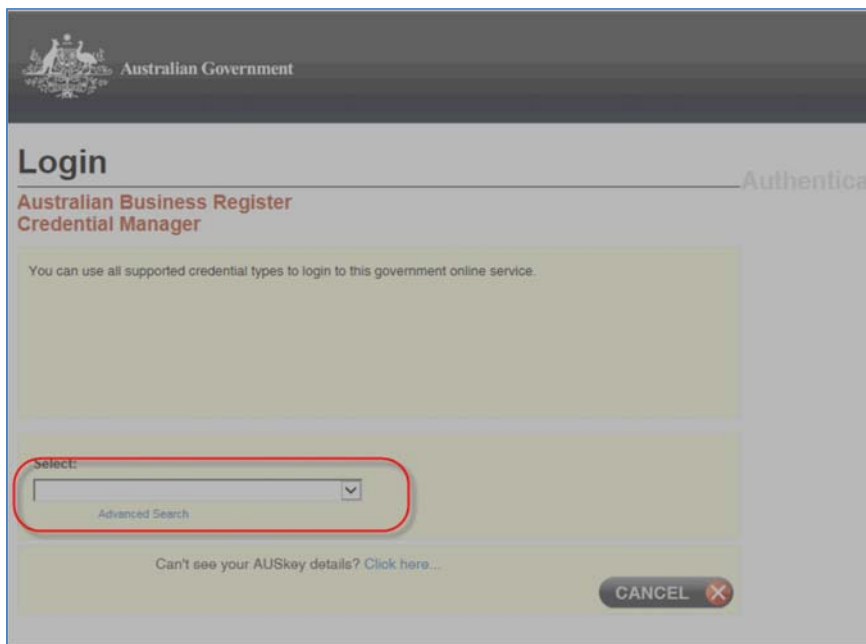 Australian Government
Login
Authentica
Australian Business Register
Credential Manager
You can use all supported credential types to login to this government online service.
Select:
Advanced Search
Can't see your AUSkey details? Click here...
CANCEL